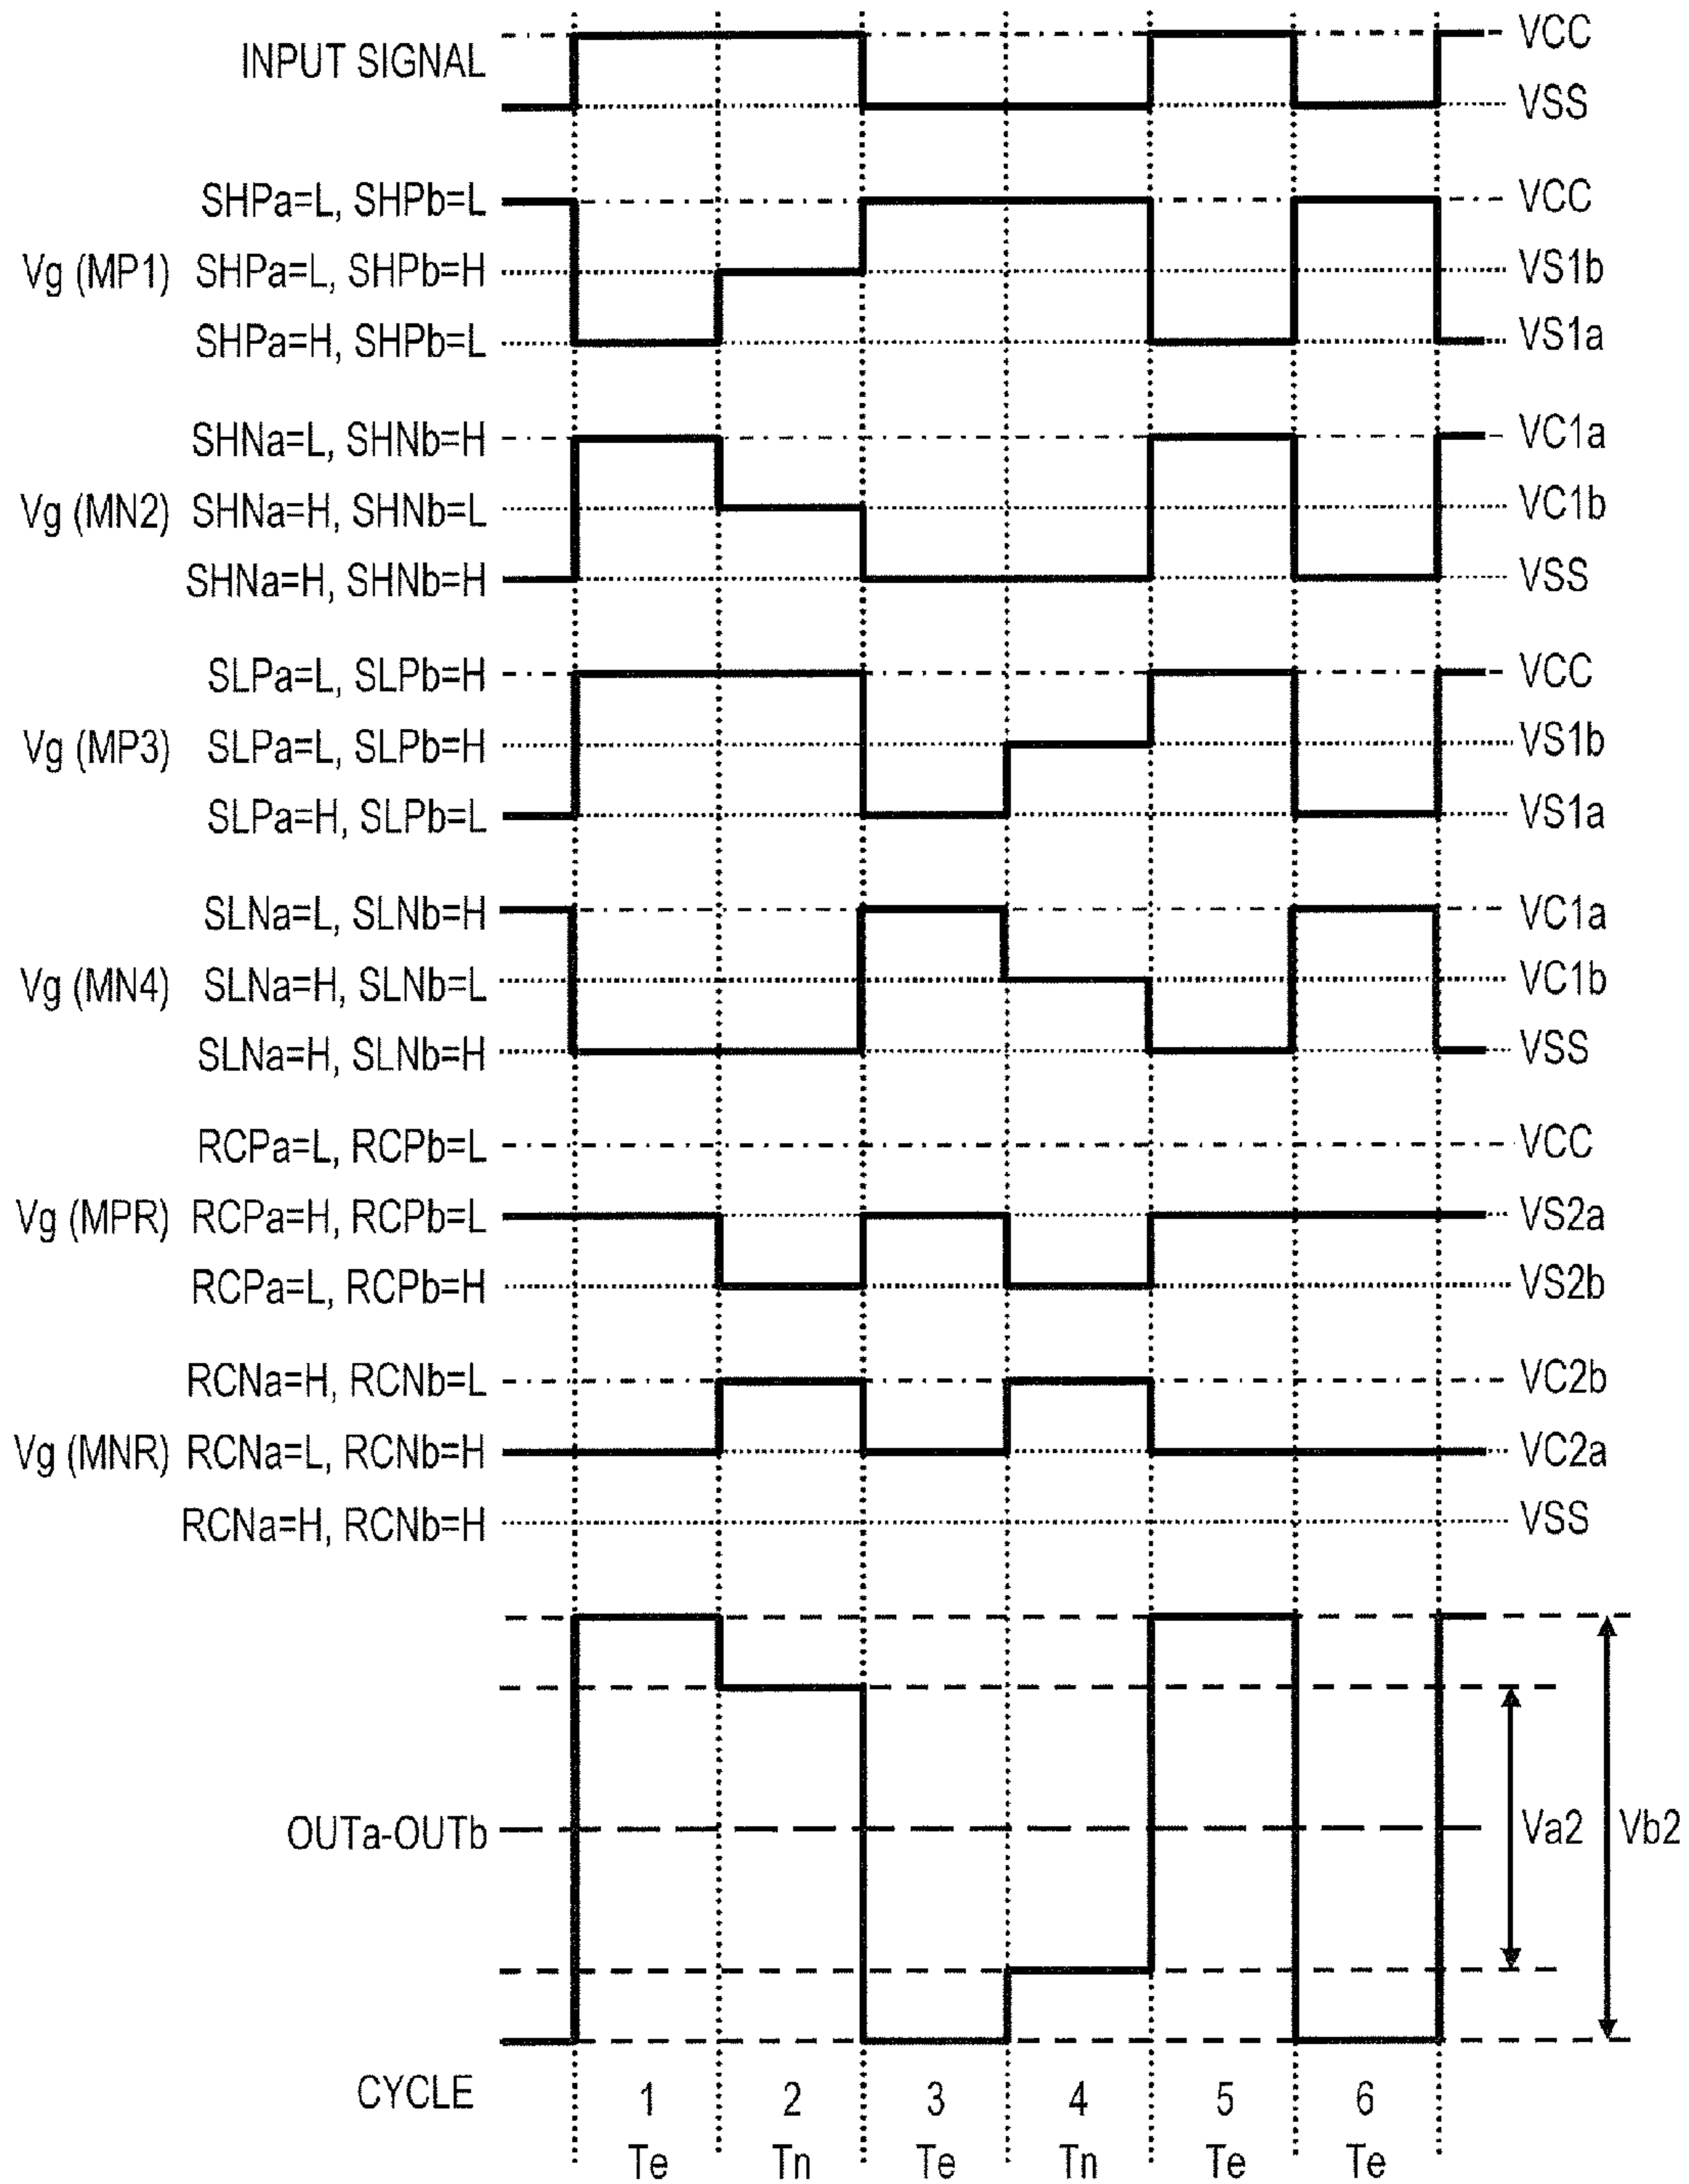 INPUT SIGNAL VCC
VSS
SHPa=L, SHPb=L VCC
Vg (MP1) SHPa=L, SHPb=H VS1b
SHPa=H, SHPb=L VS1a
SHNa=L, SHNb=H VC1a
Vg (MN2) SHNa=H, SHNb=L VC1b
SHNa=H, SHNb=H VSS
SLPa=L, SLPb=H VCC
Vg (MP3) SLPa=L, SLPb=H VS1b
SLPa=H, SLPb=L VS1a
SLNa=L, SLNb=H VC1a
Vg (MN4) SLNa=H, SLNb=L VC1b
SLNa=H, SLNb=H VSS
RCPa=L, RCPb=L VCC
Vg (MPR) RCPa=H, RCPb=L VS2a
RCPa=L, RCPb=H VS2b
RCNa=H, RCNb=L VC2b
Vg (MNR) RCNa=L, RCNb=H VC2a
RCNa=H, RCNb=H VSS
OUTa-OUTb Va2 Vb2
CYCLE 1 2 3 4 5 6
Te Tn Te Tn Te Te